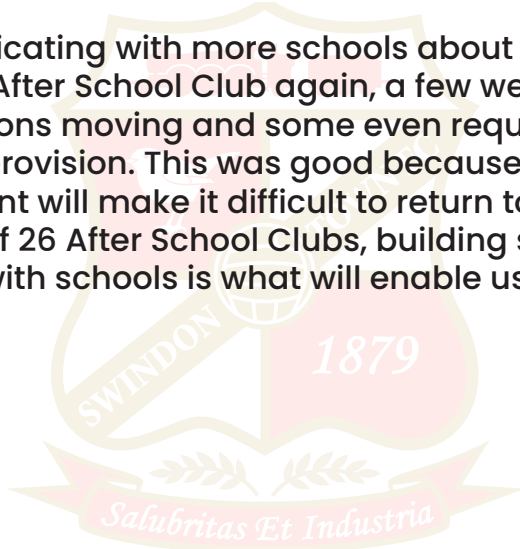 icating with more schools about
After School Club again, a few we
ons moving and some even requ
rovision. This was good because
nt will make it difficult to return to
f 26 After School Clubs, building s
with schools is what will enable us
TOWN FC
SWINDON
1879
Salubritas Et Industria